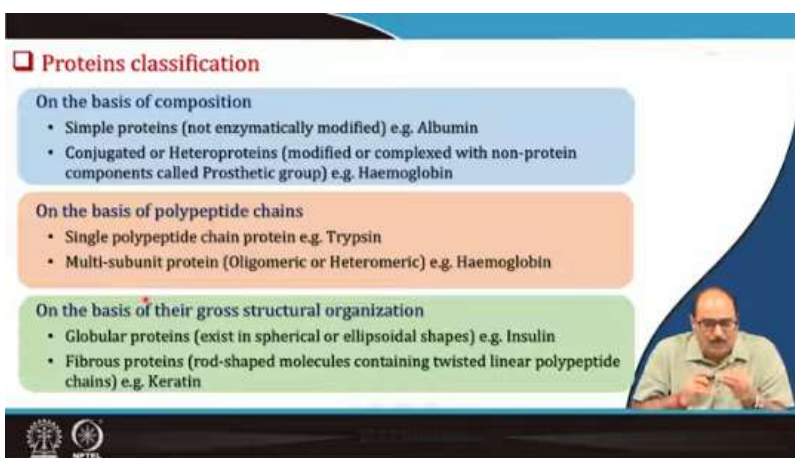 Proteins classification
On the basis of composition
• Simple proteins (not enzymatically modified) e.g. Albumin
• Conjugated or Heteroproteins (modified or complexed with non-protein
components called Prosthetic group) e.g. Haemoglobin
On the basis of polypeptide chains
• Single polypeptide chain protein e.g. Trypsin
• Multi-subunit protein (Oligomeric or Heteromeric) e.g. Haemoglobin
On the basis of their gross structural organization
• Globular proteins (exist in spherical or ellipsoidal shapes) e.g. Insulin
• Fibrous proteins (rod-shaped molecules containing twisted linear polypeptide
chains) e.g. Keratin
NPTEL